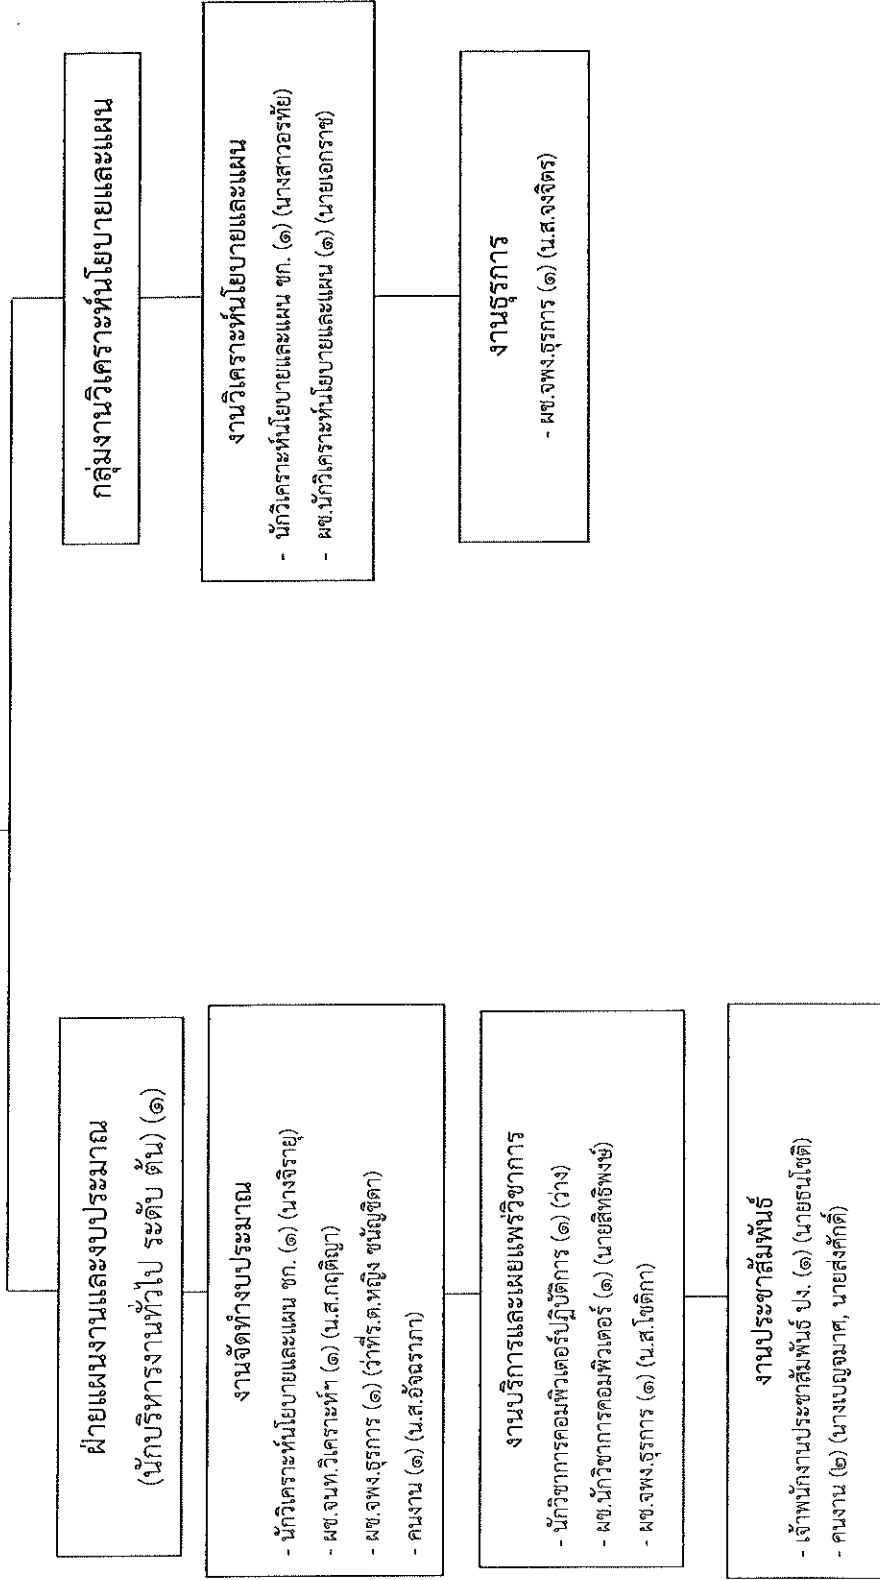 ฝ่ายแผนงานและงบประมาณ
(นักบริหารงานทั่วไป ระดับ ต้น) (๑)
งานจัดทำงบประมาณ
- นักวิเคราะห์นโยบายและแผน ชก. (๑) (นางจิรายุ)
- ผช.จนท.วิเคราะห์ฯ (๑) (น.ส.กฤติญา)
- ผช.จพง.ธุรการ (๑) (ว่าที่ร.ต.หญิง ชนัญชิดา)
- คนงาน (๑) (น.ส.อัจฉราภา)
งานบริการและเผยแพร่วิชาการ
- นักวิชาการคอมพิวเตอร์ปฏิบัติการ (๑) (ว่าง)
- ผช.นักวิชาการคอมพิวเตอร์ (๑) (นายสิทธิพงษ์)
- ผช.จพง.ธุรการ (๑) (น.ส.โชติกา)
งานประชาสัมพันธ์
- เจ้าพนักงานประชาสัมพันธ์ ปง. (๑) (นายธนโชติ)
- คนงาน (๒) (นางเบญจมาศ, นายส่งศักดิ์)
กลุ่มงานวิเคราะห์นโยบายและแผน
งานวิเคราะห์นโยบายและแผน
- นักวิเคราะห์นโยบายและแผน ชก. (๑) (นางสาวอรทัย)
- ผช.นักวิเคราะห์นโยบายและแผน (๑) (นายเอกราช)
งานธุรการ
- ผช.จพง.ธุรการ (๑) (น.ส.จงจิตร)